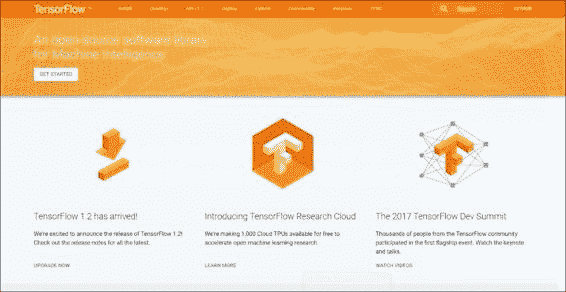 TensorFlow
GITHUB
An open-source software library
for Machine Intelligence
GET STARTED
TensorFlow 1.2 has arrived!
We're excited to announce the release of TensorFlow 1.2!
Check out the release notes for all the latest.
UPGRADE NOW
Introducing TensorFlow Research Cloud
We're making 1,000 Cloud TPUs available for free to
accelerate open machine learning research.
LEARN MORE
The 2017 TensorFlow Dev Summit
Thousands of people from the TensorFlow community
participated in the first flagship event. Watch the keynote
and talks.
WATCH VIDEOS